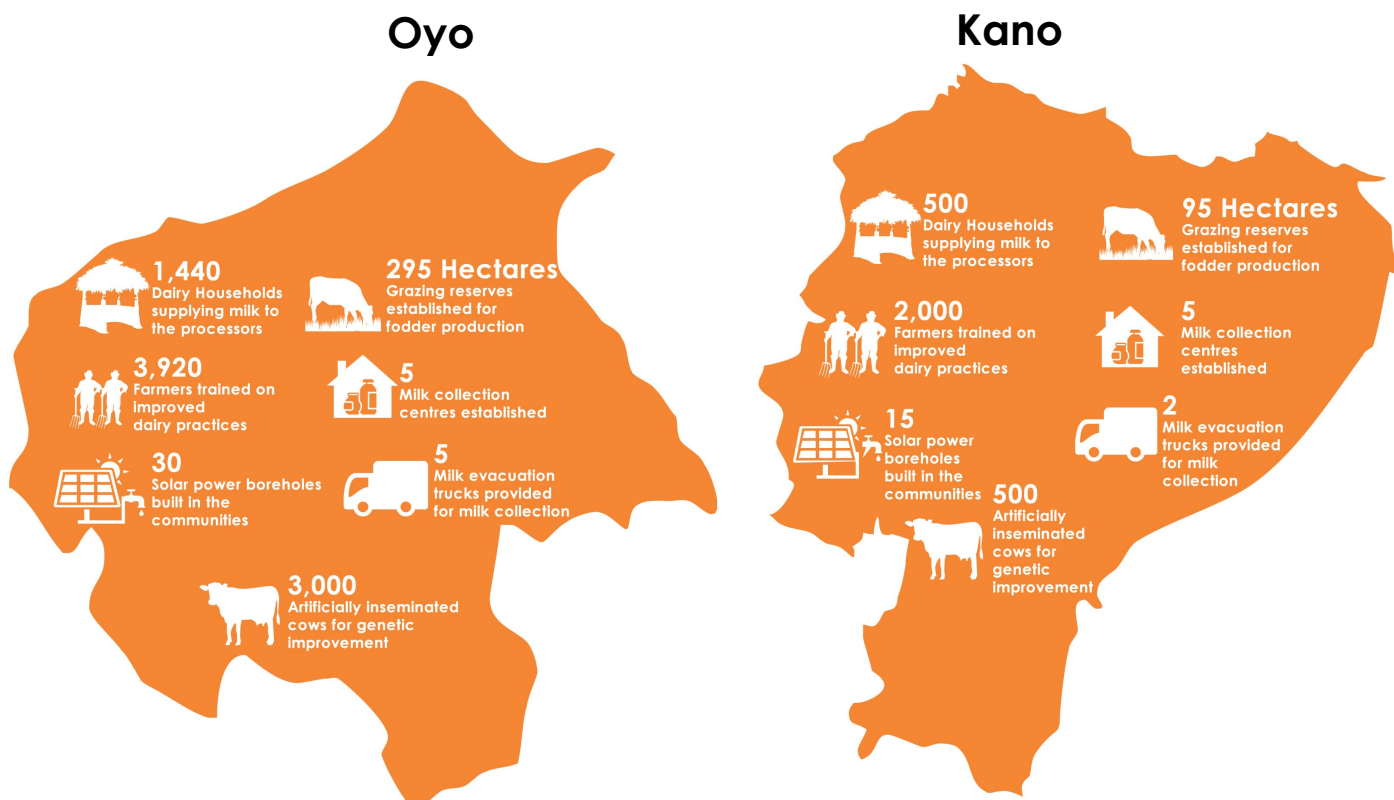 Oyo
1,440
Dairy Households
supplying milk to
the processors
295 Hectares
Grazing reserves
established for
fodder production
3,920
Farmers trained on
improved
dairy practices
5
Milk collection
centres established
30
Solar power boreholes
built in the
communities
5
Milk evacuation
trucks provided
for milk collection
3,000
Artificially inseminated
cows for genetic
improvement
Kano
500
Dairy Households
supplying milk to
the processors
95 Hectares
Grazing reserves
established for
fodder production
2,000
Farmers trained on
improved
dairy practices
5
Milk collection
centres
established
15
Solar power
boreholes
built in the
communities
2
Milk evacuation
trucks provided
for milk
collection
500
Artificially
inseminated
cows for
genetic
improvement